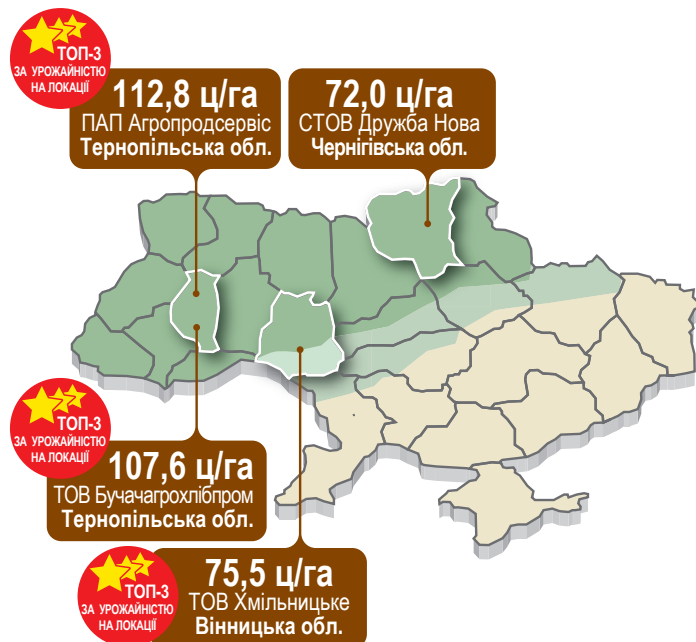 ТОП-3
ЗА УРОЖАЙНІСТЮ
НА ЛОКАЦІЇ
112,8 ц/га
ПАП Агропродсервіс
Тернопільська обл.
72,0 ц/га
СТОВ Дружба Нова
Чернігівська обл.
ТОП-3
ЗА УРОЖАЙНІСТЮ
НА ЛОКАЦІЇ
107,6 ц/га
ТОВ Бучачагрохлібпром
Тернопільська обл.
ТОП-3
ЗА УРОЖАЙНІСТЮ
НА ЛОКАЦІЇ
75,5 ц/га
ТОВ Хмільницьке
Вінницька обл.